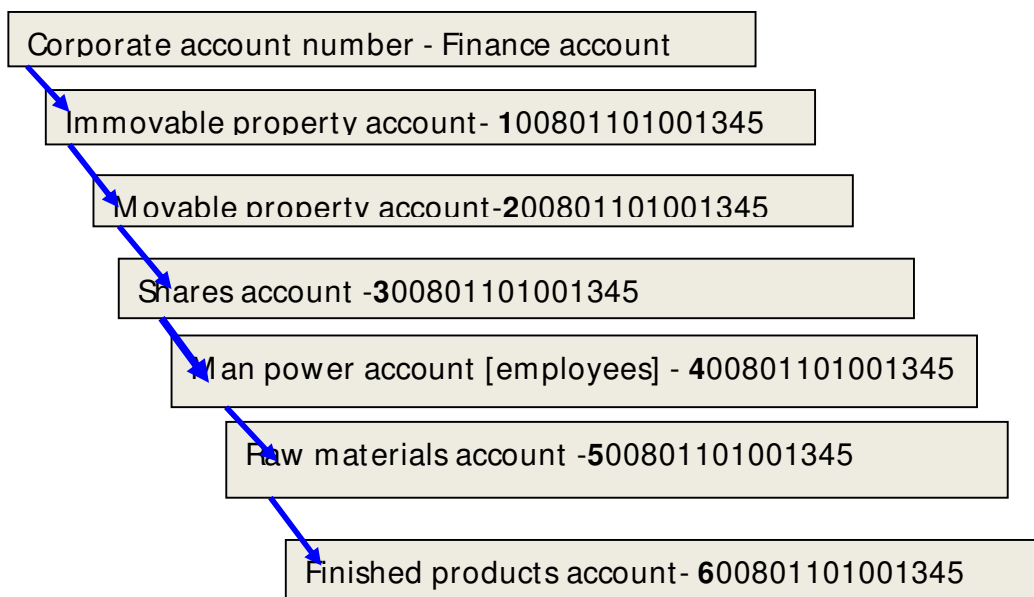 Corporate account number - Finance account
Immovable property account- 100801101001345
Movable property account-200801101001345
Shares account -300801101001345
Man power account [employees] - 400801101001345
Raw materials account -500801101001345
Finished products account- 600801101001345